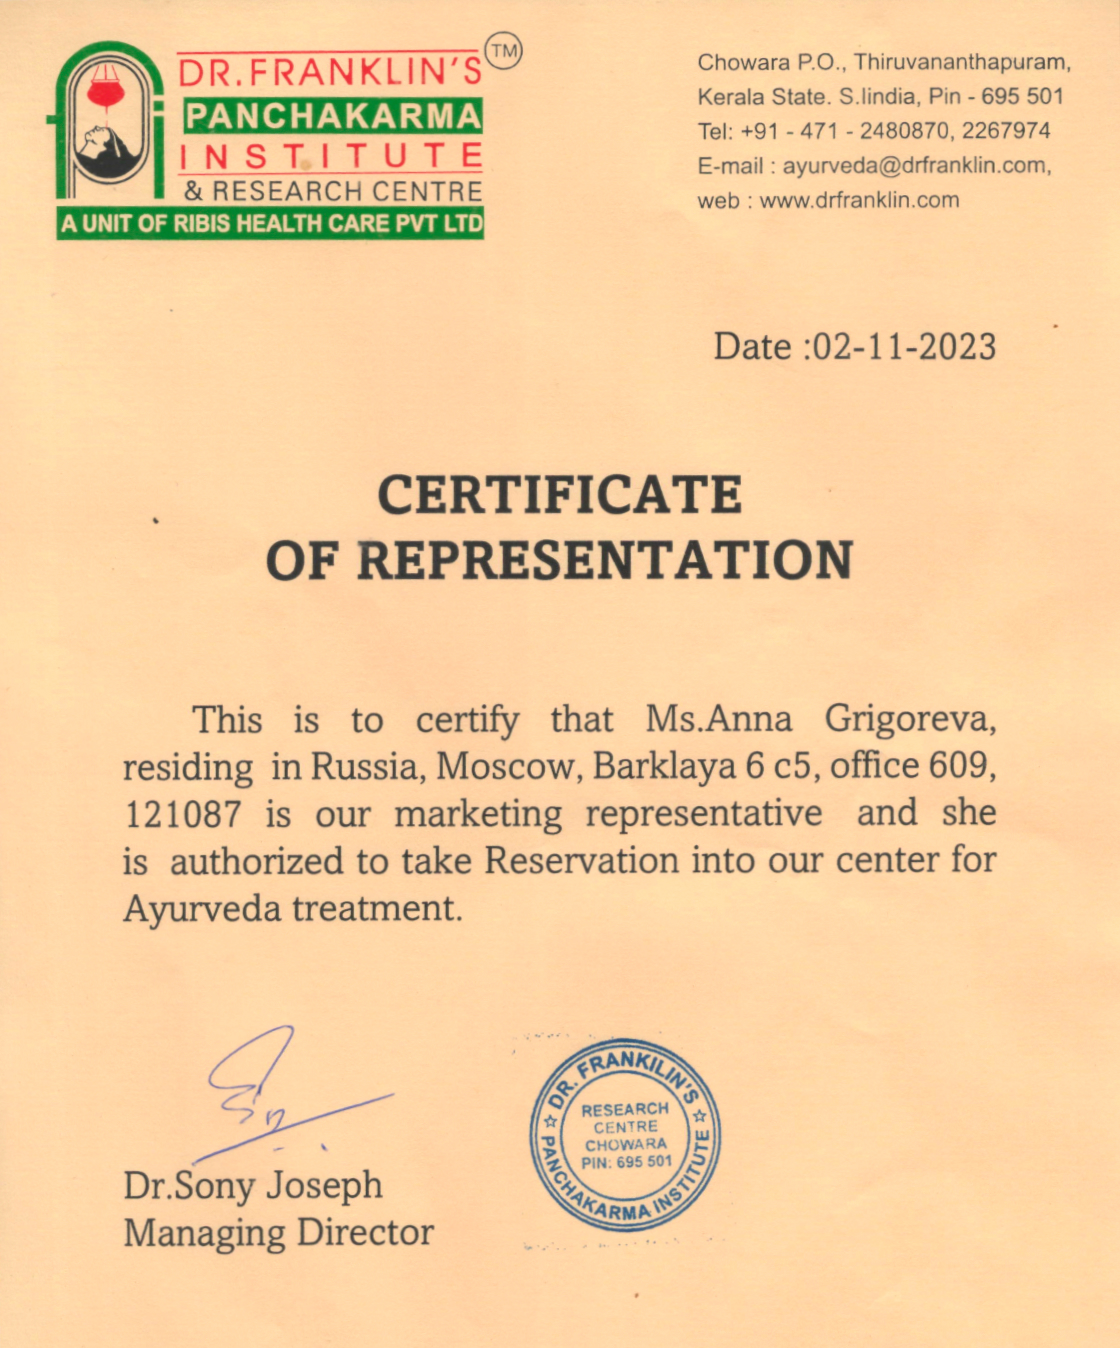 DR.FRANKLIN'S TM
PANCHAKARMA
INSTITUTE
& RESEARCH CENTRE
A UNIT OF RIBIS HEALTH CARE PVT LTD
Chowara P.O., Thiruvananthapuram,
Kerala State. S.Iindia, Pin - 695 501
Tel: +91 - 471 - 2480870, 2267974
E-mail : ayurveda@drfranklin.com,
web : www.drfranklin.com
Date :02-11-2023
CERTIFICATE
OF REPRESENTATION
This is to certify that Ms.Anna Grigoreva,
residing in Russia, Moscow, Barklaya 6 c5, office 609,
121087 is our marketing representative and she
is authorized to take Reservation into our center for
Ayurveda treatment.
Dr.Sony Joseph
Managing Director
DR. FRANKILIN'S
PANCHAKARMA INSTITUTE
RESEARCH
CENTRE
CHOWARA
PIN: 695 501